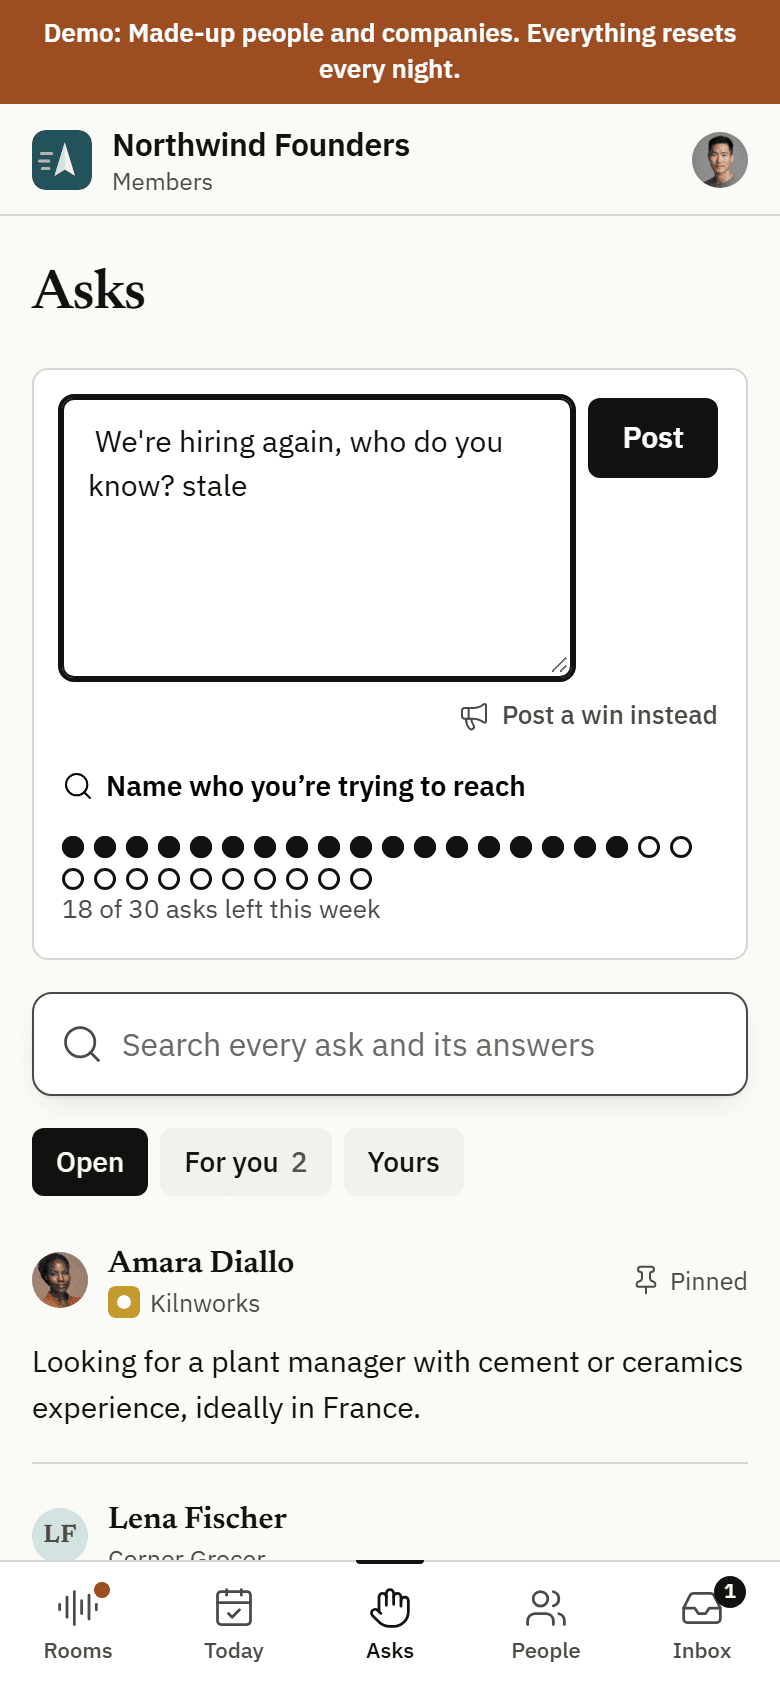 Demo: Made-up people and companies. Everything resets
every night.
Northwind Founders
Members
Asks
We're hiring again, who do you
know? stale
Post
Post a win instead
Name who you’re trying to reach
18 of 30 asks left this week
Search every ask and its answers
Open
For you 2
Yours
Amara Diallo
Kilnworks
Pinned
Looking for a plant manager with cement or ceramics
experience, ideally in France.
LF
Lena Fischer
Corner Grocer
Rooms
Today
Asks
People
1
Inbox